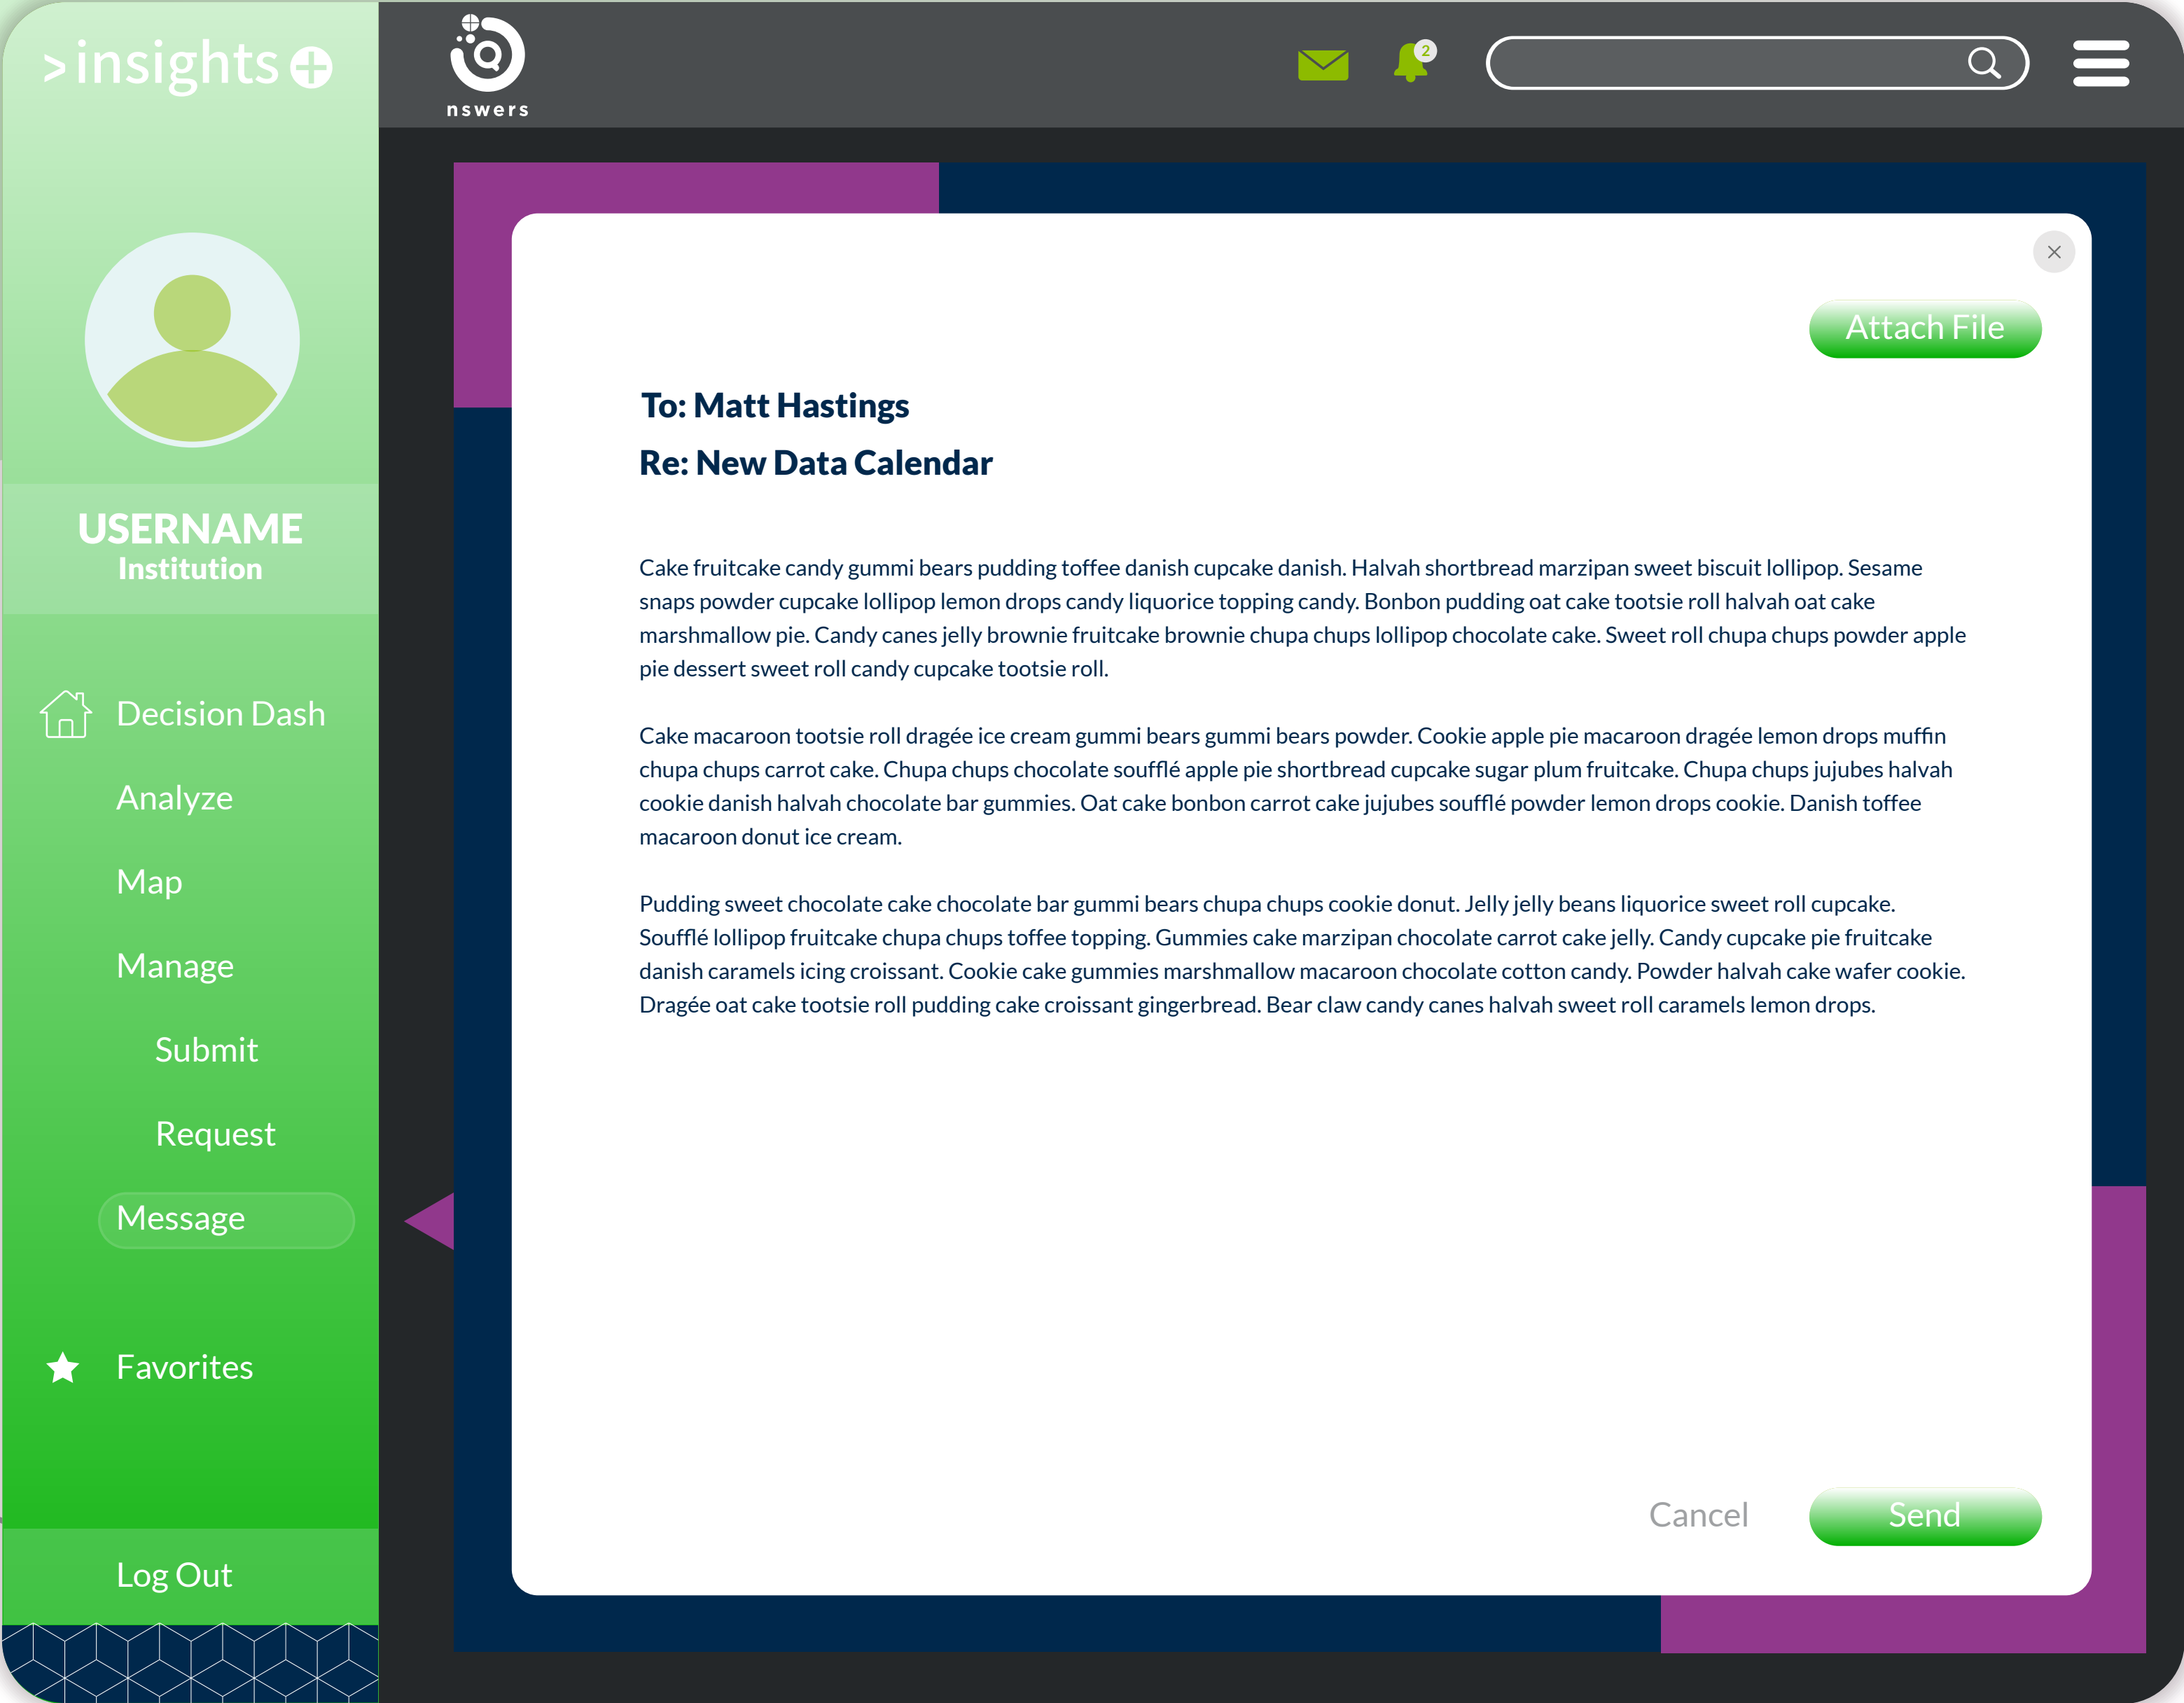 >insights
nswers
2
USERNAME
Institution
Decision Dash
Analyze
Map
Manage
Submit
Request
Message
Favorites
Log Out
Attach File
To: Matt Hastings
Re: New Data Calendar
Cake fruitcake candy gummi bears pudding toffee danish cupcake danish. Halvah shortbread marzipan sweet biscuit lollipop. Sesame
snaps powder cupcake lollipop lemon drops candy liquorice topping candy. Bonbon pudding oat cake tootsie roll halvah oat cake
marshmallow pie. Candy canes jelly brownie fruitcake brownie chupa chups lollipop chocolate cake. Sweet roll chupa chups powder apple
pie dessert sweet roll candy cupcake tootsie roll.
Cake macaroon tootsie roll dragée ice cream gummi bears gummi bears powder. Cookie apple pie macaroon dragée lemon drops muffin
chupa chups carrot cake. Chupa chups chocolate soufflé apple pie shortbread cupcake sugar plum fruitcake. Chupa chups jujubes halvah
cookie danish halvah chocolate bar gummies. Oat cake bonbon carrot cake jujubes soufflé powder lemon drops cookie. Danish toffee
macaroon donut ice cream.
Pudding sweet chocolate cake chocolate bar gummi bears chupa chups cookie donut. Jelly jelly beans liquorice sweet roll cupcake.
Soufflé lollipop fruitcake chupa chups toffee topping. Gummies cake marzipan chocolate carrot cake jelly. Candy cupcake pie fruitcake
danish caramels icing croissant. Cookie cake gummies marshmallow macaroon chocolate cotton candy. Powder halvah cake wafer cookie.
Dragée oat cake tootsie roll pudding cake croissant gingerbread. Bear claw candy canes halvah sweet roll caramels lemon drops.
Cancel
Send